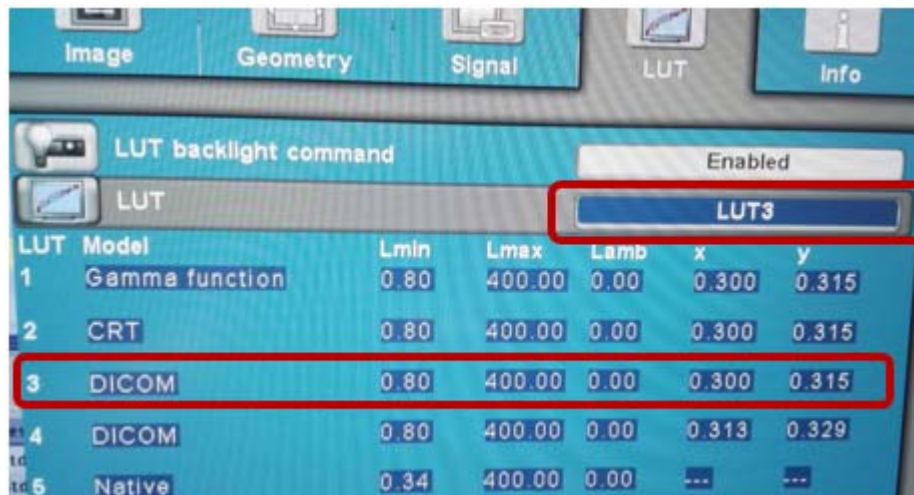 Image Geometry Signal LUT Info
LUT backlight command Enabled
LUT LUT3
LUT Model Lmin Lmax Lamb x y
1 Gamma function 0.80 400.00 0.00 0.300 0.315
2 CRT 0.80 400.00 0.00 0.300 0.315
3 DICOM 0.80 400.00 0.00 0.300 0.315
4 DICOM 0.80 400.00 0.00 0.313 0.329
5 Native 0.34 400.00 0.00 --- ---